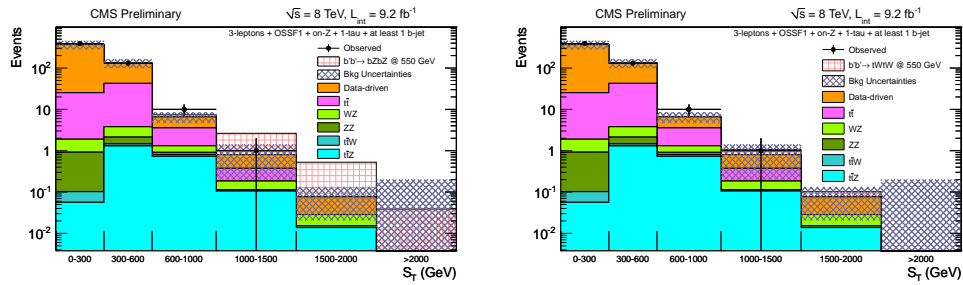 CMS Preliminary
√s = 8 TeV, L_int = 9.2 fb⁻¹
3-leptons + OSSF1 + on-Z + 1-tau + at least 1 b-jet
Events
10²
10
1
10⁻¹
10⁻²
Observed
b'b'→ bZbZ @ 550 GeV
Bkg Uncertainties
Data-driven
tt̄
WZ
ZZ
tt̄W
tt̄Z
0-300
300-600
600-1000
1000-1500
1500-2000
>2000
S_T (GeV)
CMS Preliminary
√s = 8 TeV, L_int = 9.2 fb⁻¹
3-leptons + OSSF1 + on-Z + 1-tau + at least 1 b-jet
Events
10²
10
1
10⁻¹
10⁻²
Observed
b'b'→ tWtW @ 550 GeV
Bkg Uncertainties
Data-driven
tt̄
WZ
ZZ
tt̄W
tt̄Z
0-300
300-600
600-1000
1000-1500
1500-2000
>2000
S_T (GeV)